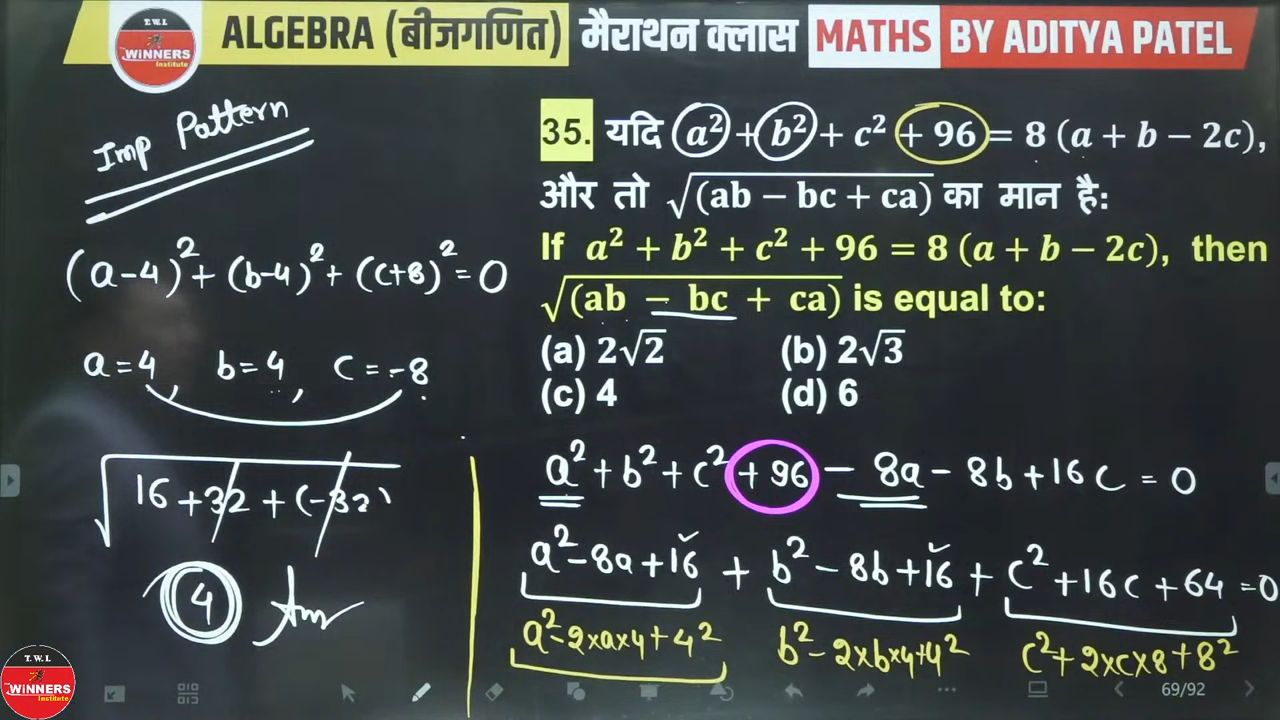 T.W.I.
WINNERS
Institute
ALGEBRA (बीजगणित) मैराथन क्लास MATHS BY ADITYA PATEL
Imp Pattern
(a-4)² + (b-4)² + (c+8)² = 0
a = 4, b = 4, c = -8
√16 + 32 + (-32)
4 Ans
35. यदि a² + b² + c² + 96 = 8 (a + b − 2c),
और तो √(ab − bc + ca) का मान है:
If a² + b² + c² + 96 = 8 (a + b − 2c), then
√(ab − bc + ca) is equal to:
(a) 2√2 (b) 2√3
(c) 4 (d) 6
a² + b² + c² + 96 - 8a - 8b + 16c = 0
a² - 8a + 16 + b² - 8b + 16 + c² + 16c + 64 = 0
a² - 2×a×4 + 4² b² - 2×b×4 + 4² c² + 2×c×8 + 8²
T.W.I.
WINNERS
Institute
69/92